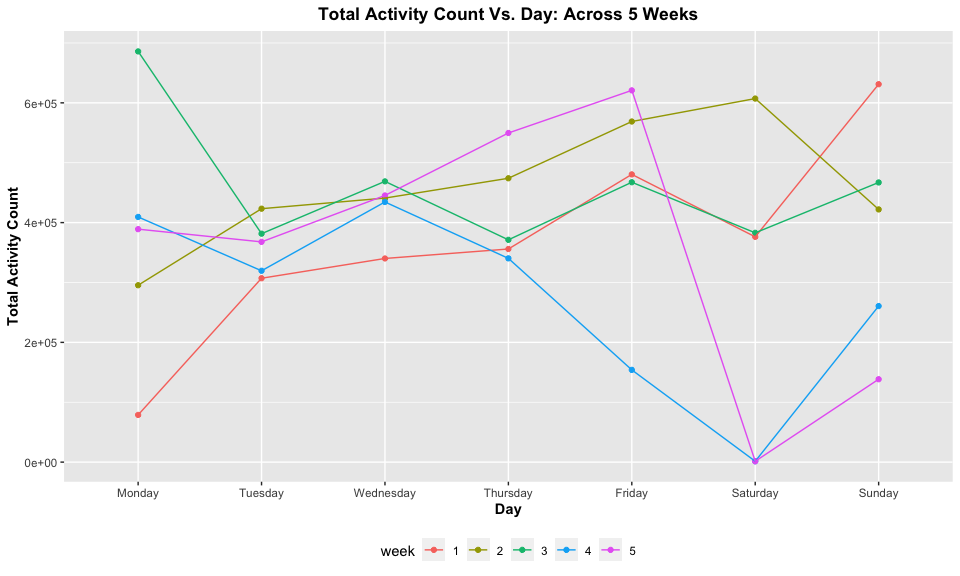 Total Activity Count Vs. Day: Across 5 Weeks
Total Activity Count
6e+05
4e+05
2e+05
0e+00
Monday Tuesday Wednesday Thursday Friday Saturday Sunday
Day
week 1 2 3 4 5